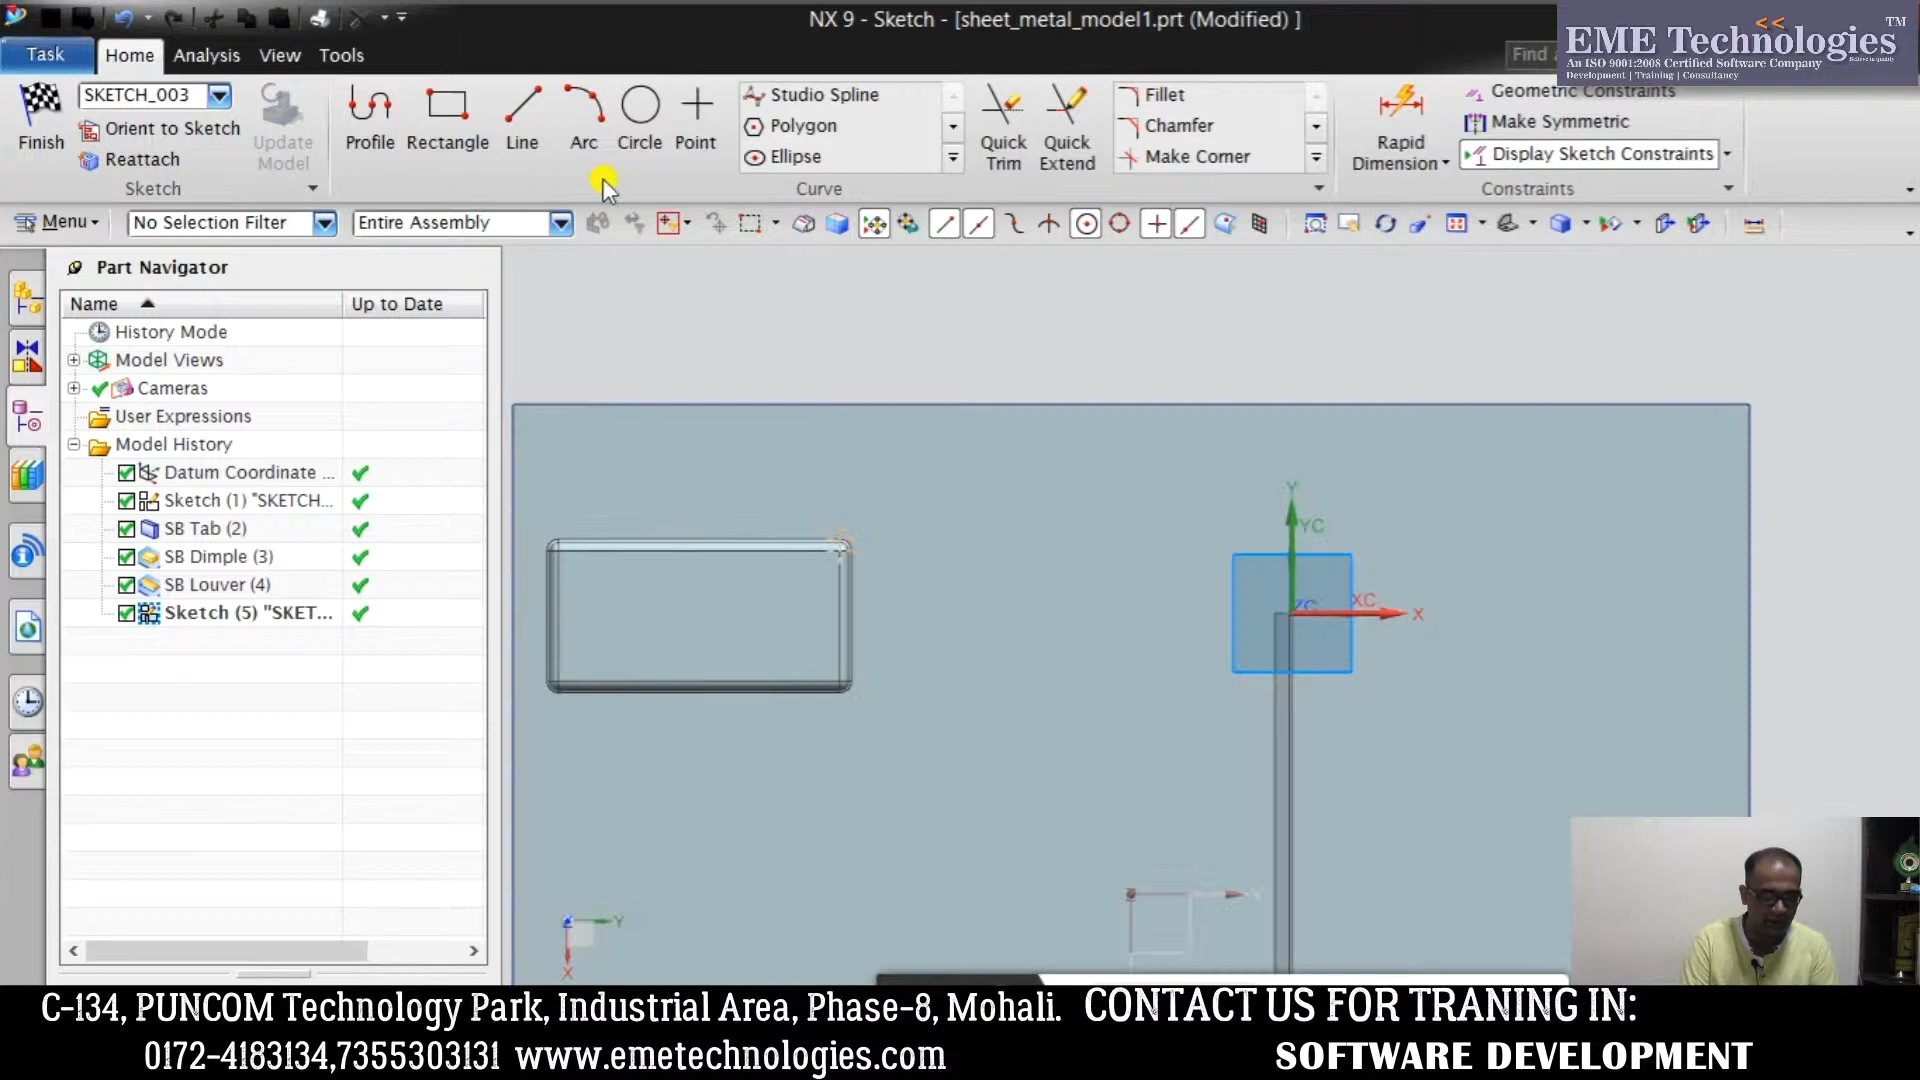 NX 9 - Sketch - [sheet_metal_model1.prt (Modified) ]
<< TM
EME Technologies
Believe in quality
An ISO 9001:2008 Certified Software Company
Development | Training | Consultancy
Task Home Analysis View Tools Find
SKETCH_003
Finish
Orient to Sketch
Reattach
Update Model
Sketch
Profile Rectangle Line Arc Circle Point
Studio Spline
Polygon
Ellipse
Quick Trim
Quick Extend
Fillet
Chamfer
Make Corner
Curve
Rapid Dimension
Geometric Constraints
Make Symmetric
Display Sketch Constraints
Constraints
Menu No Selection Filter Entire Assembly
Part Navigator
Name Up to Date
History Mode
Model Views
Cameras
User Expressions
Model History
Datum Coordinate ...
Sketch (1) "SKETCH...
SB Tab (2)
SB Dimple (3)
SB Louver (4)
Sketch (5) "SKET...
Y
YC
ZC XC X
Y
Z Y
X
C-134, PUNCOM Technology Park, Industrial Area, Phase-8, Mohali. CONTACT US FOR TRANING IN:
0172-4183134,7355303131 www.emetechnologies.com SOFTWARE DEVELOPMENT